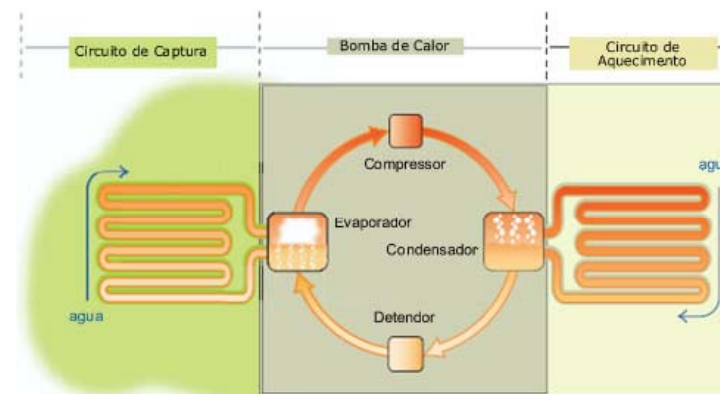 Circuito de Captura
Bomba de Calor
Circuito de
Aquecimento
Compressor
Evaporador
Condensador
Detendor
agua